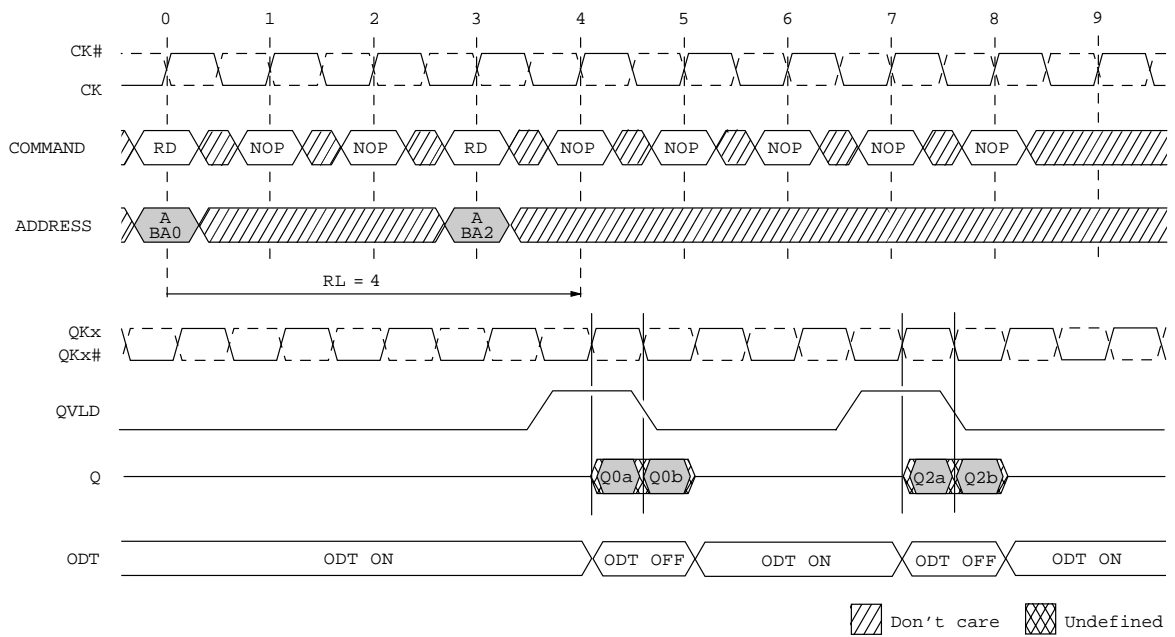 0 1 2 3 4 5 6 7 8 9
CK#
CK
COMMAND RD NOP NOP RD NOP NOP NOP NOP NOP
ADDRESS A BA0 A BA2
RL = 4
QKx
QKx#
QVLD
Q Q0a Q0b Q2a Q2b
ODT ODT ON ODT OFF ODT ON ODT OFF ODT ON
Don't care Undefined